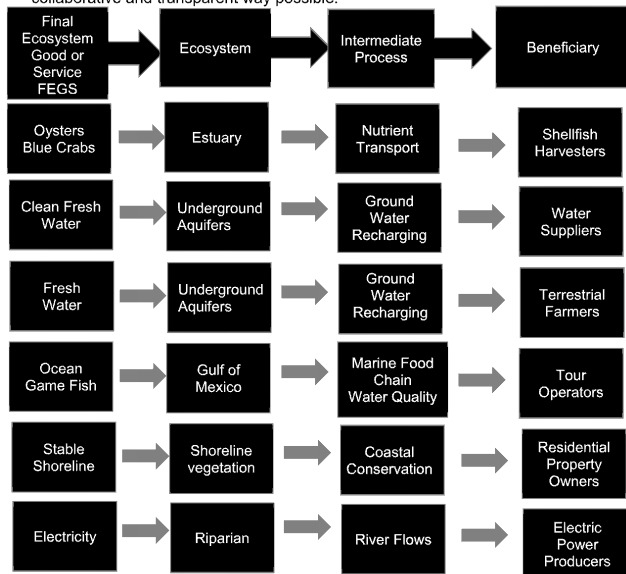 collaborative and transparent way possible.
Final
Ecosystem
Good or
Service
FEGS
Ecosystem
Intermediate
Process
Beneficiary
Oysters
Blue Crabs
Estuary
Nutrient
Transport
Shellfish
Harvesters
Clean Fresh
Water
Underground
Aquifers
Ground
Water
Recharging
Water
Suppliers
Fresh
Water
Underground
Aquifers
Ground
Water
Recharging
Terrestrial
Farmers
Ocean
Game Fish
Gulf of
Mexico
Marine Food
Chain
Water Quality
Tour
Operators
Stable
Shoreline
Shoreline
vegetation
Coastal
Conservation
Residential
Property
Owners
Electricity
Riparian
River Flows
Electric
Power
Producers